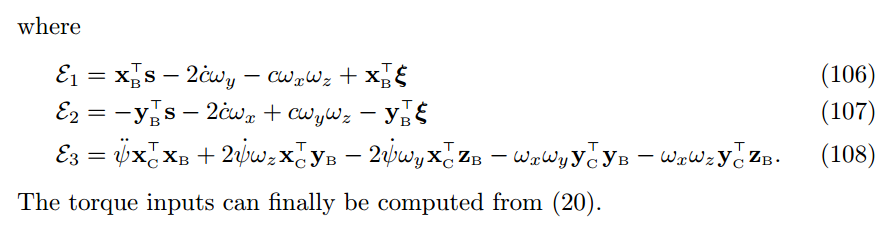 where
ℰ₁ = x_B^⊤ s − 2ċω_y − cω_xω_z + x_B^⊤ ξ (106)
ℰ₂ = −y_B^⊤ s − 2ċω_x + cω_yω_z − y_B^⊤ ξ (107)
ℰ₃ = ψ̈ x_C^⊤ x_B + 2ψ̇ω_z x_C^⊤ y_B − 2ψ̇ω_y x_C^⊤ z_B − ω_xω_y y_C^⊤ y_B − ω_xω_z y_C^⊤ z_B. (108)
The torque inputs can finally be computed from (20).